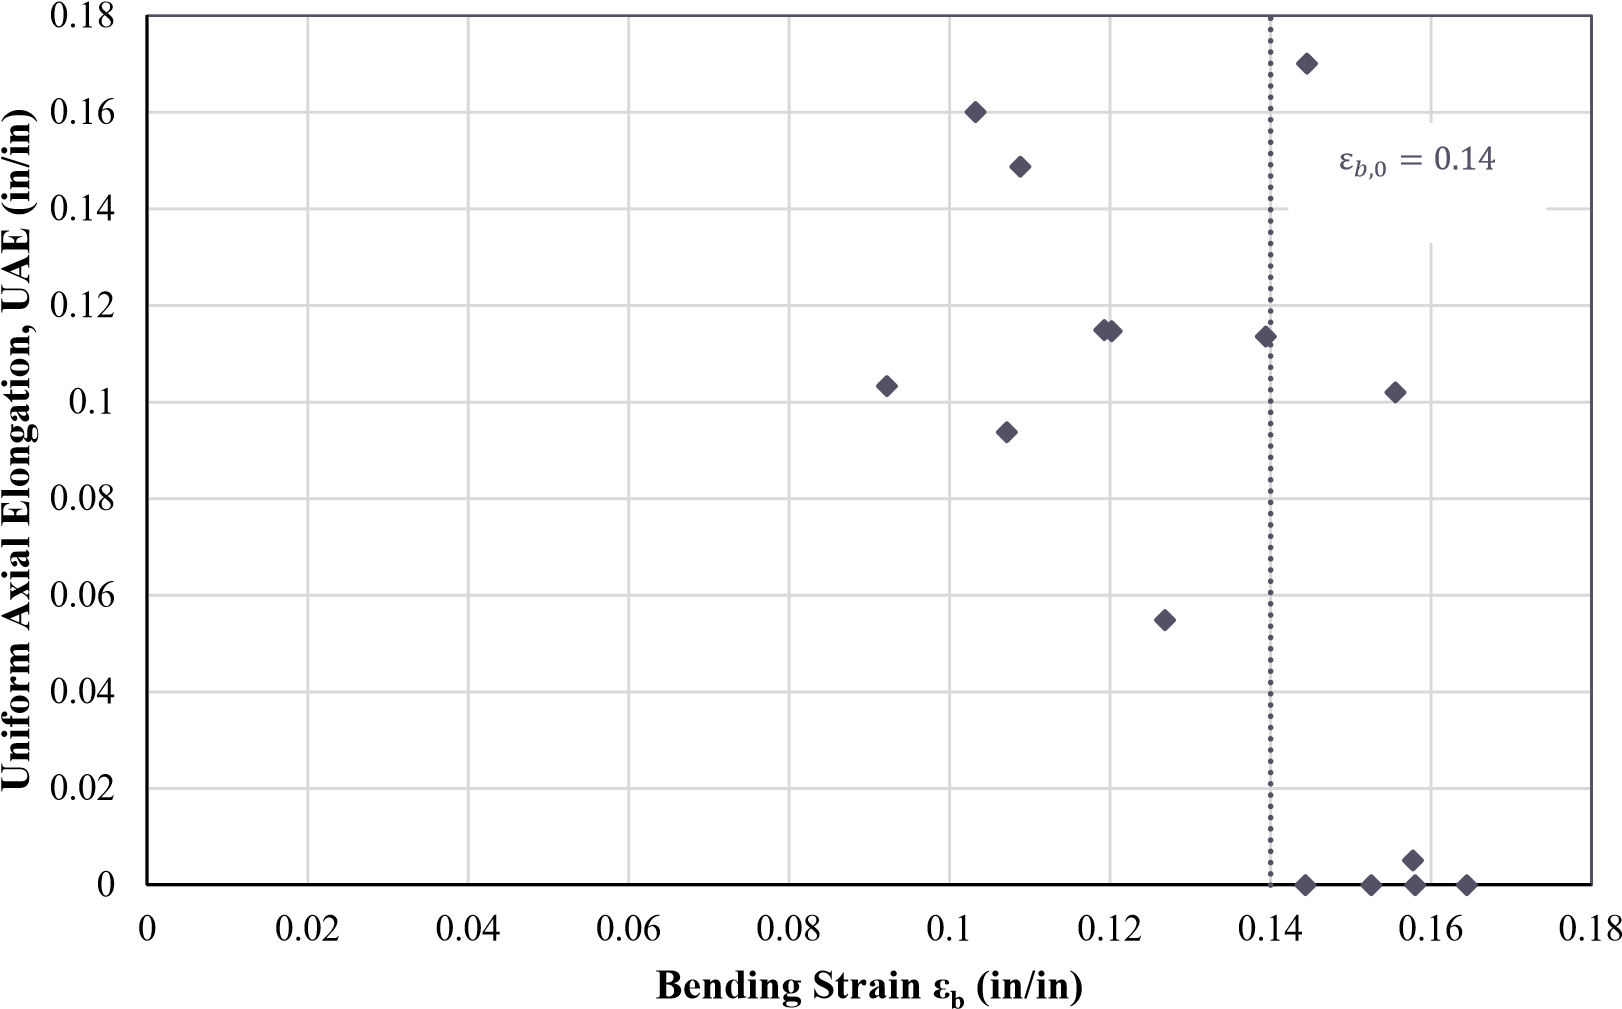 Uniform Axial Elongation, UAE (in/in)
0.18
0.16
0.14
0.12
0.1
0.08
0.06
0.04
0.02
0
ε𝑏,0 = 0.14
0 0.02 0.04 0.06 0.08 0.1 0.12 0.14 0.16 0.18
Bending Strain εb (in/in)